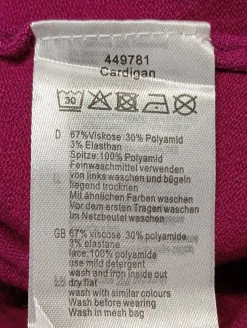 449781
Cardigan
30
D 67%Viskose 30% Polyamid
3% Elasthan
Spitze:100% Polyamid
Feinwaschmittel verwenden
von links waschen und bügeln
liegend trocknen
Mit ähnlichen Farben waschen
Vor dem ersten Tragen waschen
Im Netzbeutel waschen
GB 67% viscose 30% polyamide
3% elastane
lace:100% polyamide
use mild detergent
wash and iron inside out
dry flat
wash with similar colours
Wash before wearing
Wash in mesh bag